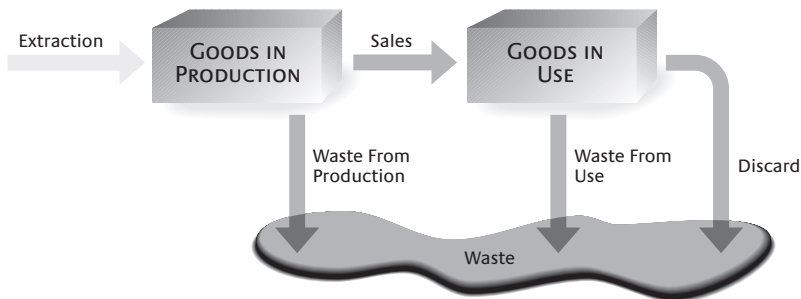 Extraction
GOODS IN
PRODUCTION
Sales
GOODS IN
USE
Waste From
Production
Waste From
Use
Discard
Waste